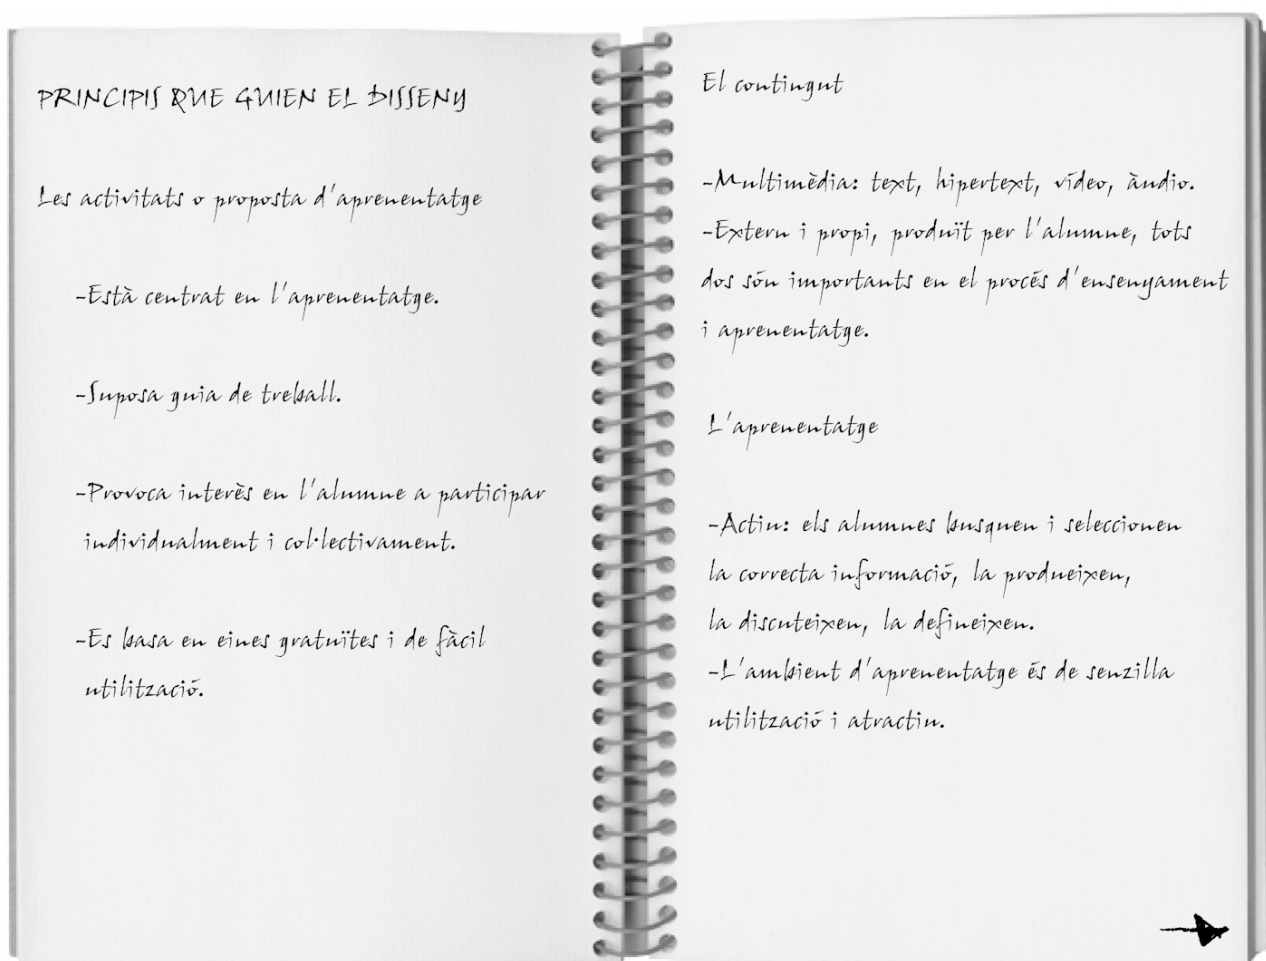 PRINCIPIS QUE GUIEN EL DISSENY
Les activitats o proposta d'aprenentatge
-Està centrat en l'aprenentatge.
-Suposa guia de treball.
-Provoca interès en l'alumne a participar
individualment i col·lectivament.
-Es basa en eines gratuïtes i de fàcil
utilització.
El contingut
-Multimèdia: text, hipertext, vídeo, àudio.
-Extern i propi, produït per l'alumne, tots
dos són importants en el procés d'ensenyament
i aprenentatge.
L'aprenentatge
-Actiu: els alumnes busquen i seleccionen
la correcta informació, la produeixen,
la discuteixen, la defineixen.
-L'ambient d'aprenentatge és de senzilla
utilització i atractiu.